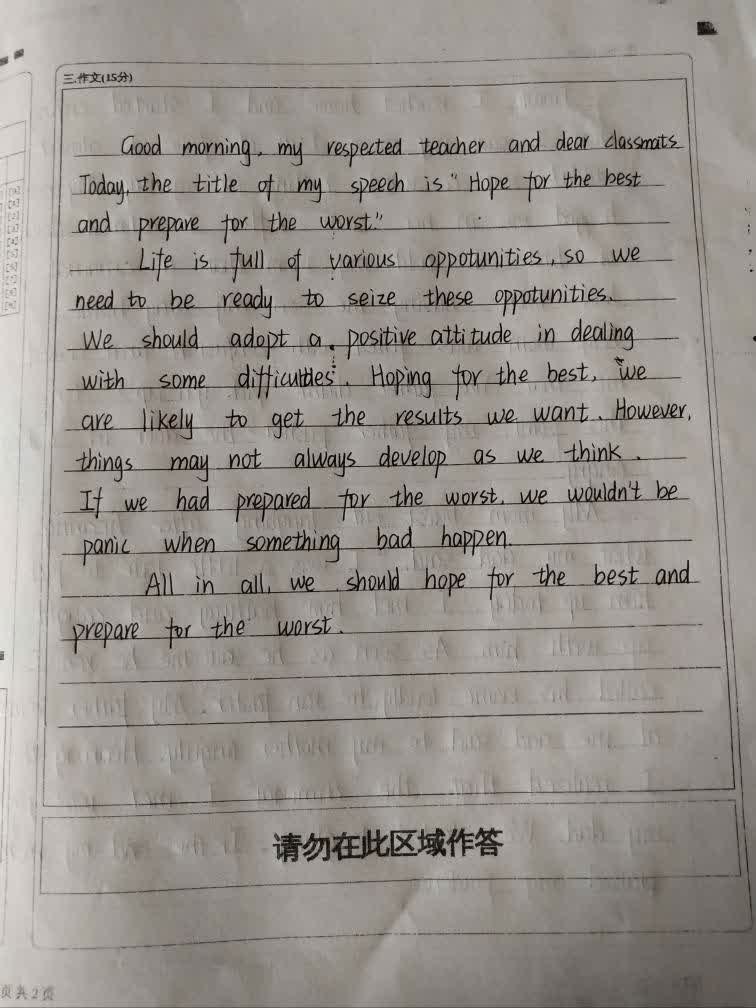 三.作文(15分)
Good morning, my respected teacher and dear classmats
Today, the title of my speech is "Hope for the best
and prepare for the worst."
Life is full of various oppotunities, so we
need to be ready to seize these oppotunities.
We should adopt a positive attitude in dealing
with some difficulties. Hoping for the best, we
are likely to get the results we want. However,
things may not always develop as we think.
If we had prepared for the worst, we wouldn't be
panic when something bad happen.
All in all, we should hope for the best and
prepare for the worst.
请勿在此区域作答
页共2页